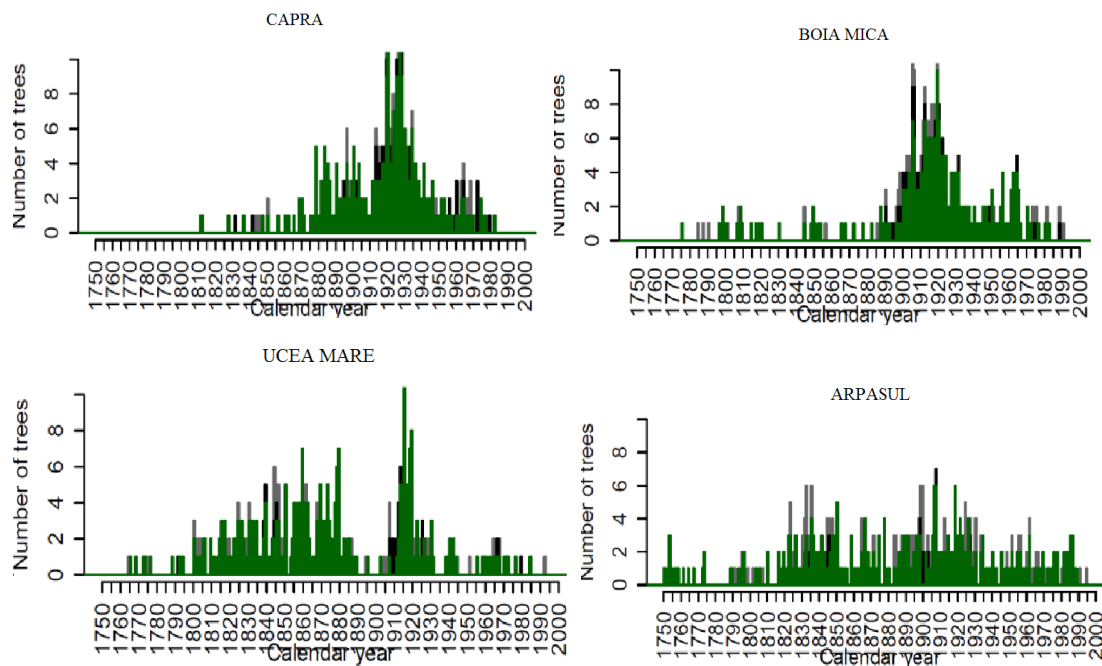 CAPRA
Number of trees
0 2 4 6 8
1750 1760 1770 1780 1790 1800 1810 1820 1830 1840 1850 1860 1870 1880 1890 1900 1910 1920 1930 1940 1950 1960 1970 1980 1990 2000
Calendar year
BOIA MICA
Number of trees
0 2 4 6 8
1750 1760 1770 1780 1790 1800 1810 1820 1830 1840 1850 1860 1870 1880 1890 1900 1910 1920 1930 1940 1950 1960 1970 1980 1990 2000
Calendar year
UCEA MARE
Number of trees
0 2 4 6 8
1750 1760 1770 1780 1790 1800 1810 1820 1830 1840 1850 1860 1870 1880 1890 1900 1910 1920 1930 1940 1950 1960 1970 1980 1990 2000
Calendar year
ARPASUL
Number of trees
0 2 4 6 8
1750 1760 1770 1780 1790 1800 1810 1820 1830 1840 1850 1860 1870 1880 1890 1900 1910 1920 1930 1940 1950 1960 1970 1980 1990 2000
Calendar year